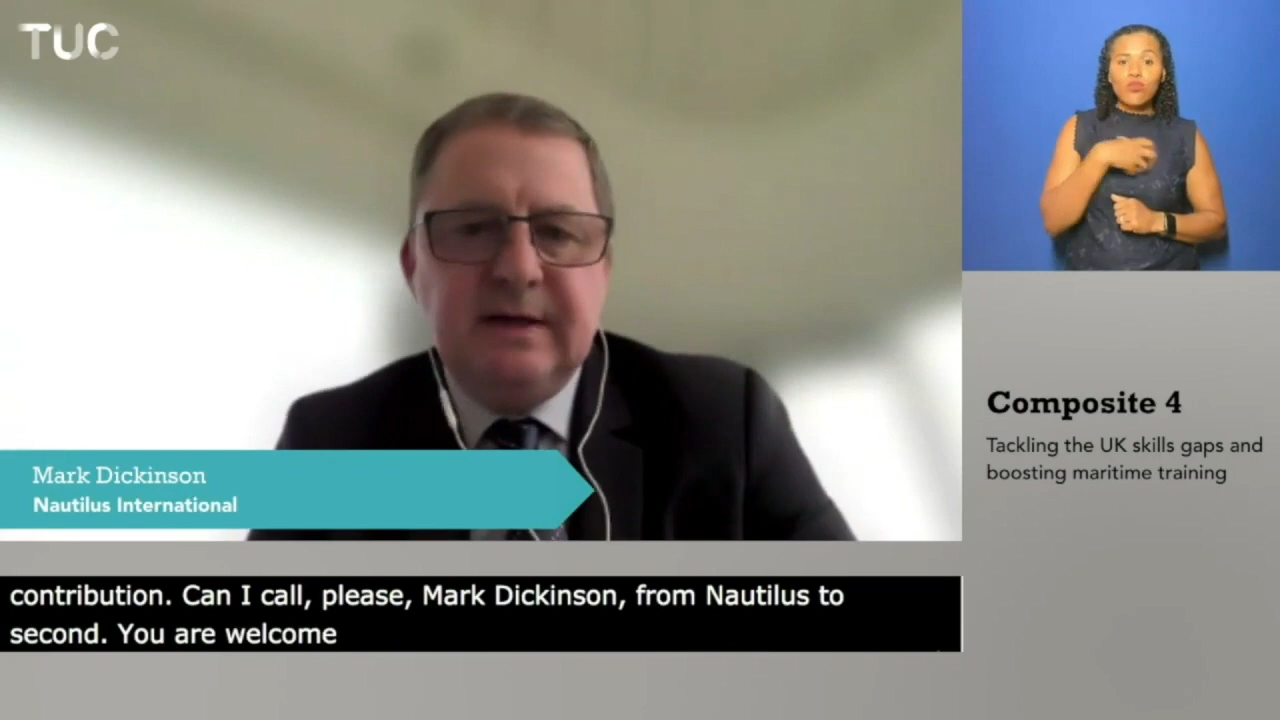 TUC
Mark Dickinson
Nautilus International
Composite 4
Tackling the UK skills gaps and
boosting maritime training
contribution. Can I call, please, Mark Dickinson, from Nautilus to
second. You are welcome